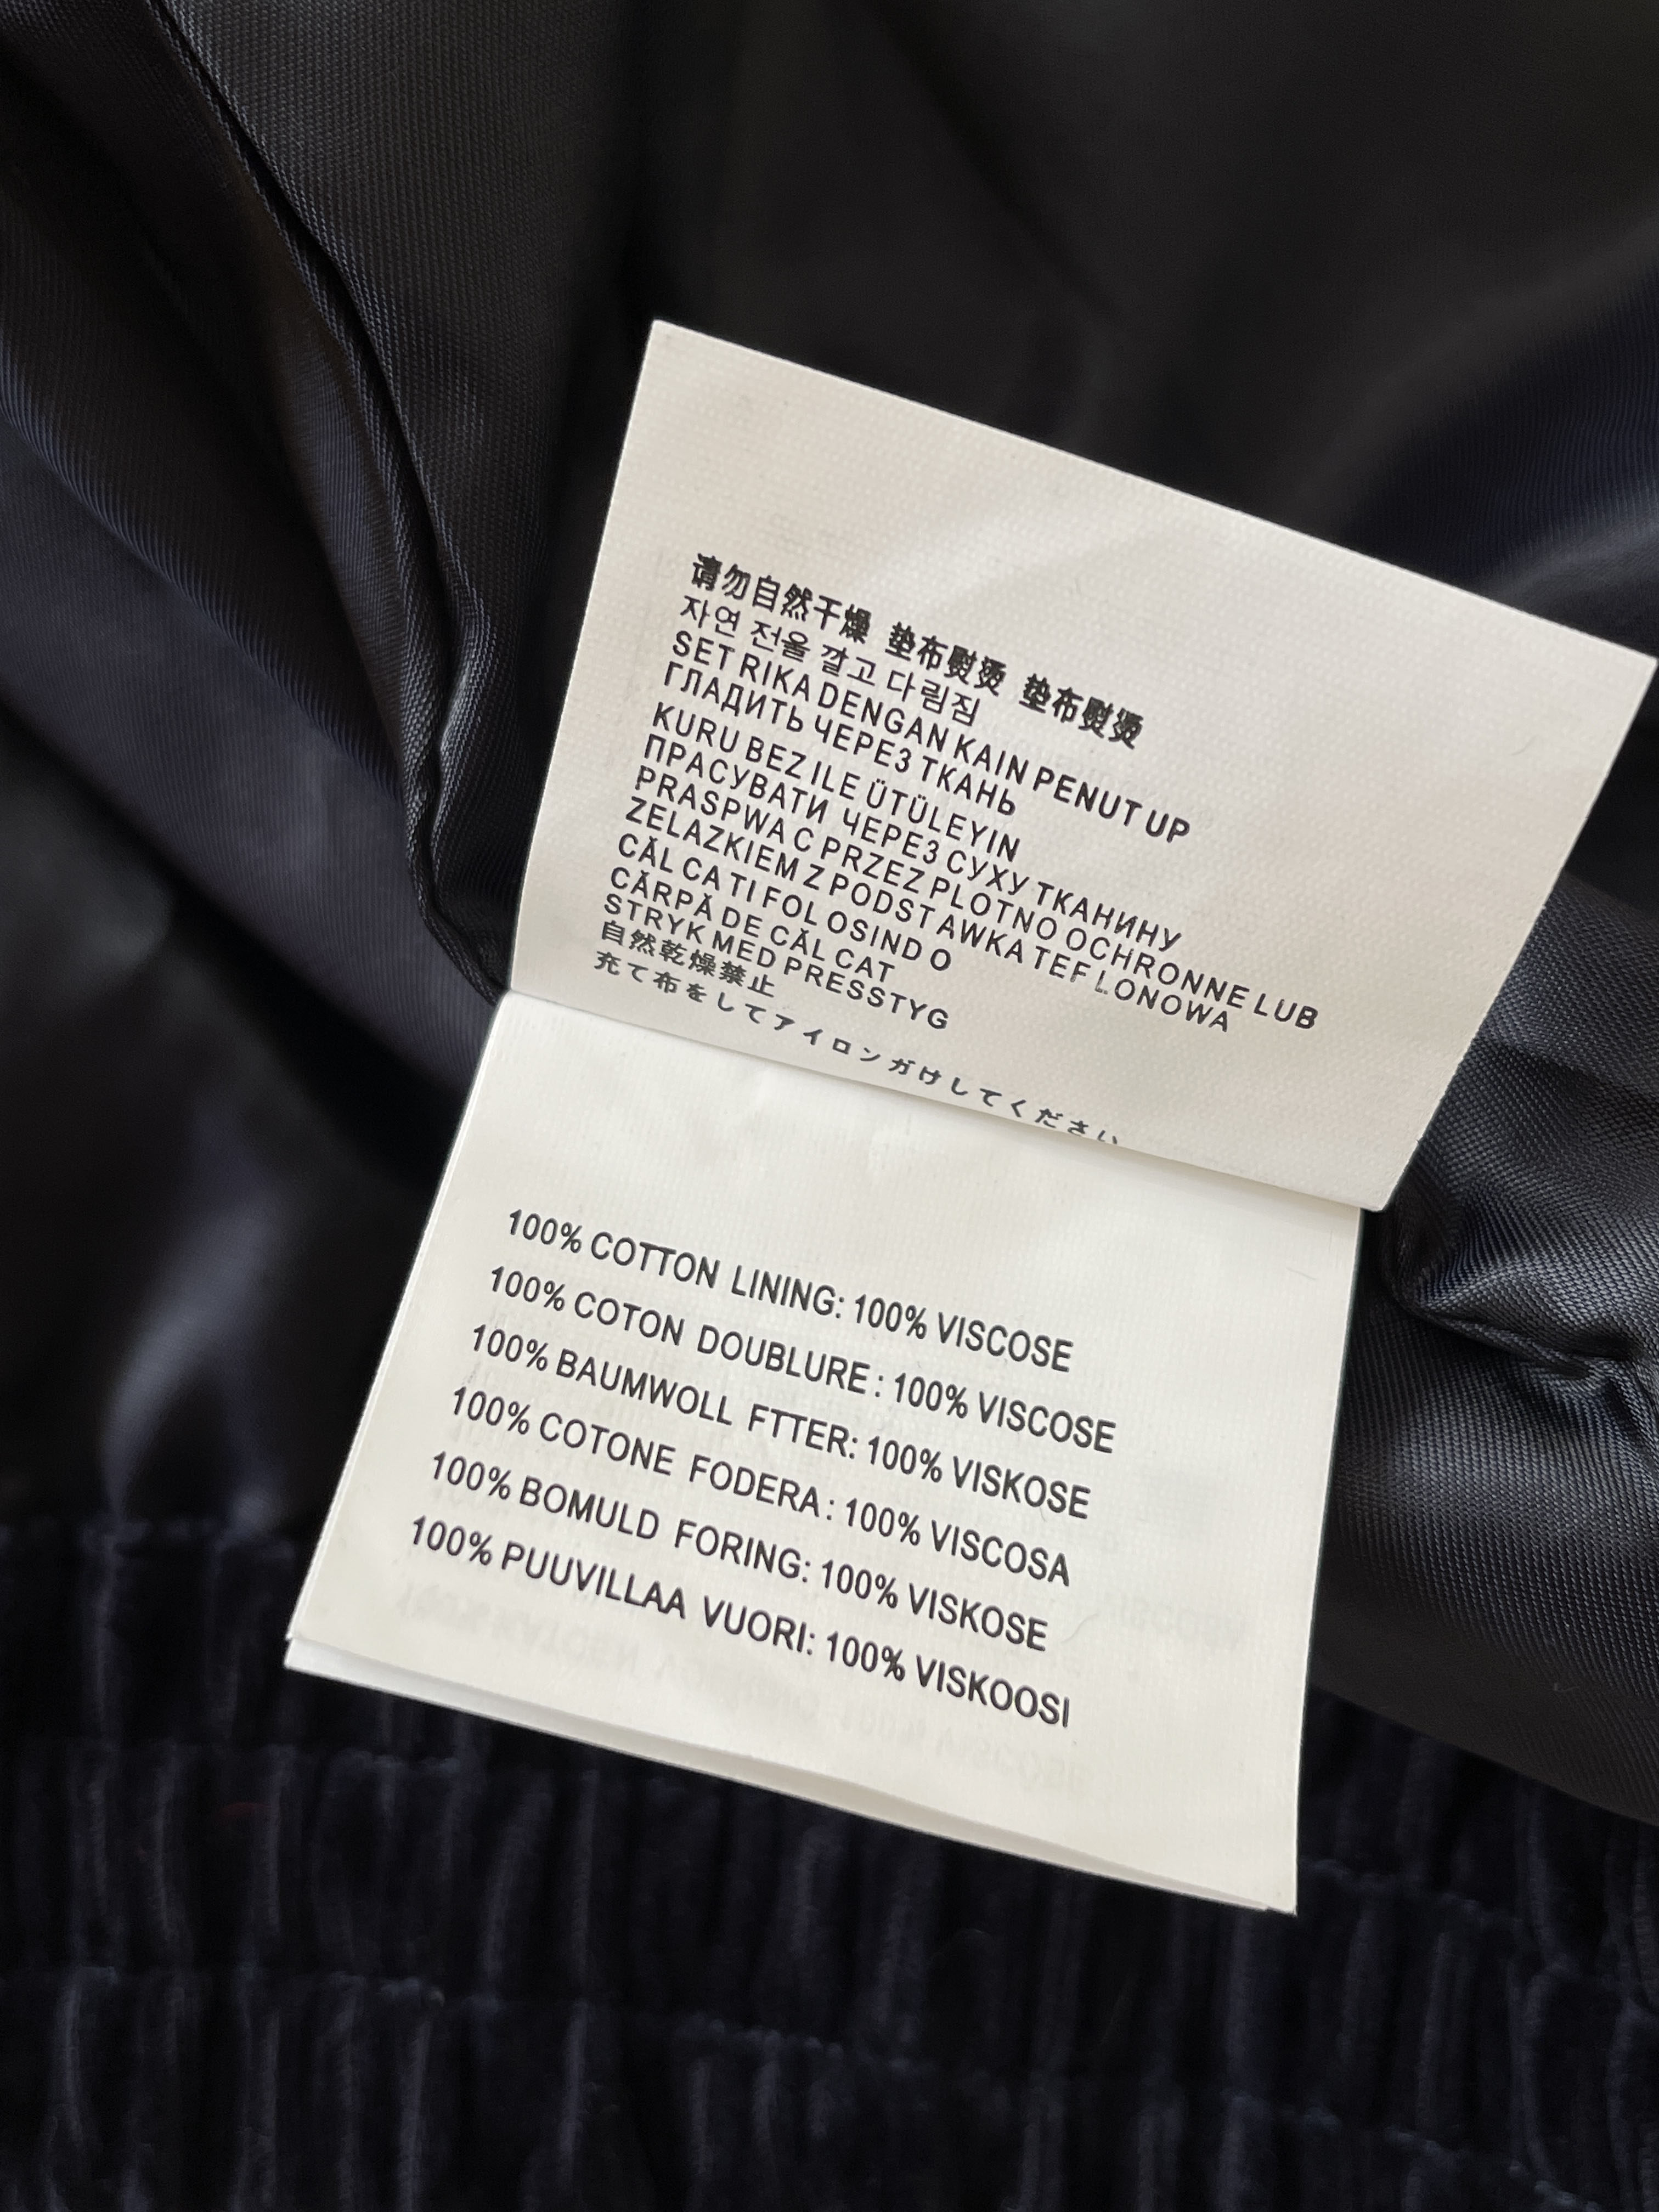 请勿自然干燥 垫布熨烫 垫布熨烫
자연 전올 깔고 다림짐
SET RIKA DENGAN KAIN PENUT UP
ГЛАДИТЬ ЧЕРЕЗ ТКАНЬ
KURU BEZ ILE ÜTÜLEYIN
ПРАСУВАТИ ЧЕРЕЗ СУХУ ТКАНИНУ
PRASPWA C PRZEZ PLOTNO OCHRONNE LUB
ZELAZKIEM Z PODST AWKA TEF LONOWA
CĂL CA TI FOL OSIND O
CĂRPĂ DE CĂL CAT
STRYK MED PRESSTYG
自然乾燥禁止
充て布をしてアイロンがけしてください
100% COTTON LINING: 100% VISCOSE
100% COTON DOUBLURE : 100% VISCOSE
100% BAUMWOLL FTTER: 100% VISKOSE
100% COTONE FODERA : 100% VISCOSA
100% BOMULD FORING: 100% VISKOSE
100% PUUVILLAA VUORI: 100% VISKOOSI